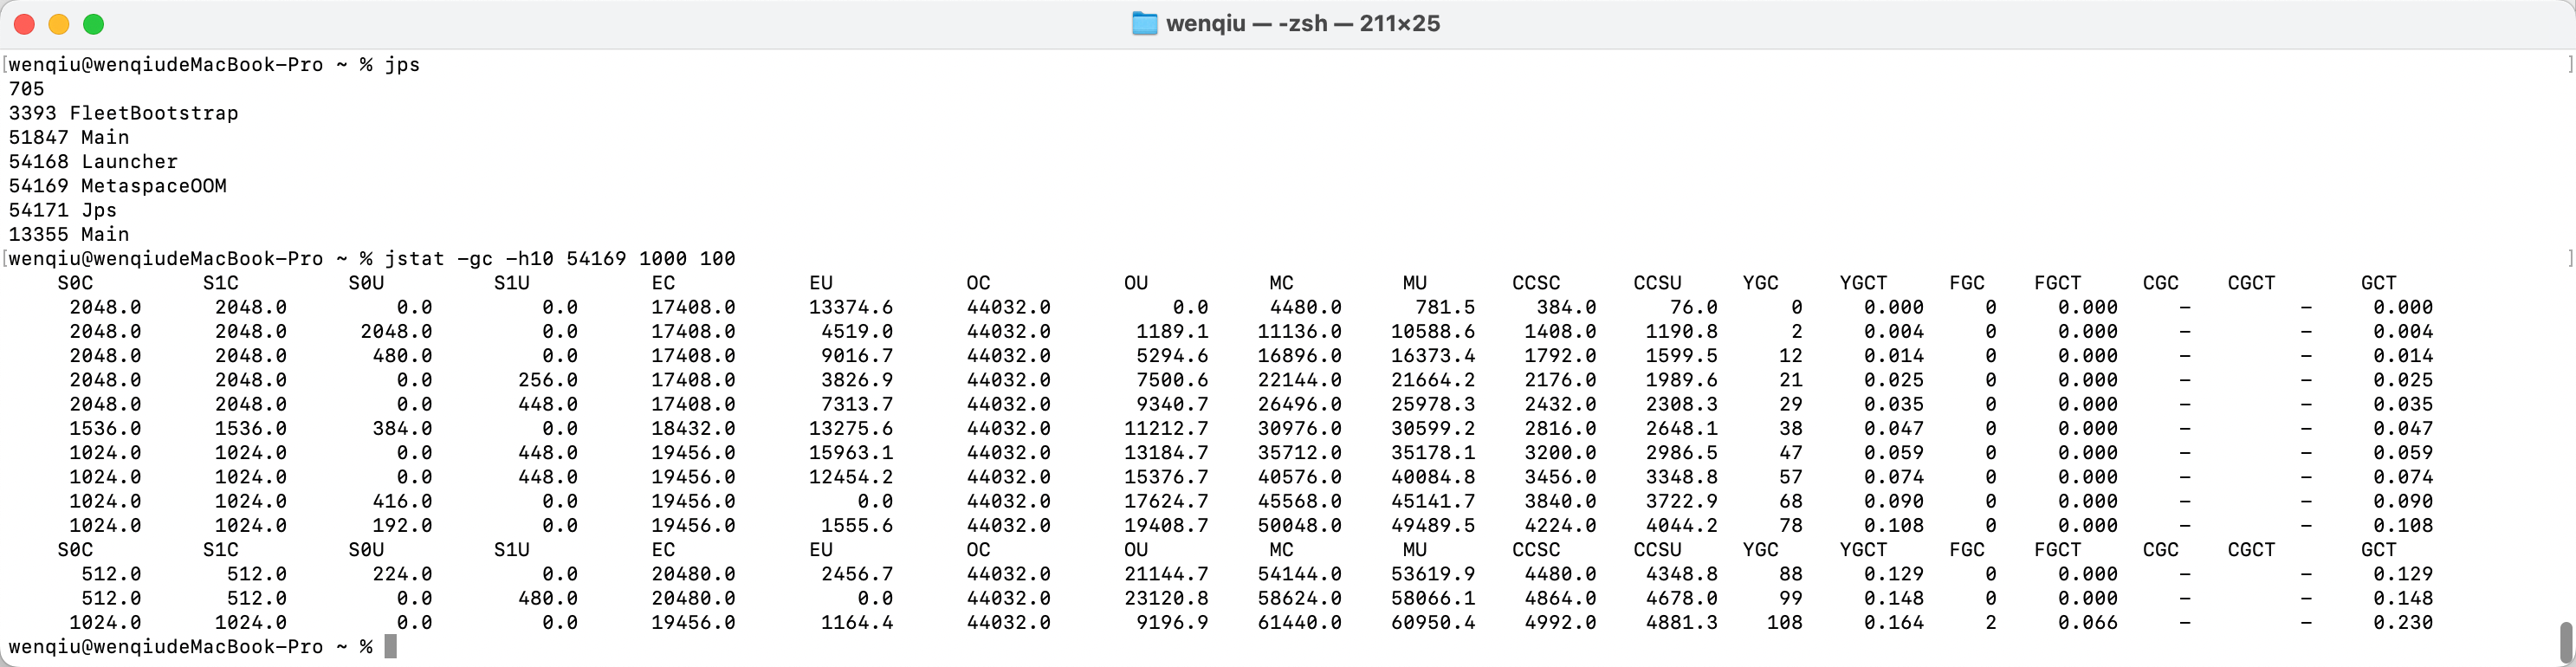 wenqiu — -zsh — 211×25
[wenqiu@wenqiudeMacBook-Pro ~ % jps ]
705
3393 FleetBootstrap
51847 Main
54168 Launcher
54169 MetaspaceOOM
54171 Jps
13355 Main
[wenqiu@wenqiudeMacBook-Pro ~ % jstat -gc -h10 54169 1000 100 ]
S0C S1C S0U S1U EC EU OC OU MC MU CCSC CCSU YGC YGCT FGC FGCT CGC CGCT GCT
2048.0 2048.0 0.0 0.0 17408.0 13374.6 44032.0 0.0 4480.0 781.5 384.0 76.0 0 0.000 0 0.000 - - 0.000
2048.0 2048.0 2048.0 0.0 17408.0 4519.0 44032.0 1189.1 11136.0 10588.6 1408.0 1190.8 2 0.004 0 0.000 - - 0.004
2048.0 2048.0 480.0 0.0 17408.0 9016.7 44032.0 5294.6 16896.0 16373.4 1792.0 1599.5 12 0.014 0 0.000 - - 0.014
2048.0 2048.0 0.0 256.0 17408.0 3826.9 44032.0 7500.6 22144.0 21664.2 2176.0 1989.6 21 0.025 0 0.000 - - 0.025
2048.0 2048.0 0.0 448.0 17408.0 7313.7 44032.0 9340.7 26496.0 25978.3 2432.0 2308.3 29 0.035 0 0.000 - - 0.035
1536.0 1536.0 384.0 0.0 18432.0 13275.6 44032.0 11212.7 30976.0 30599.2 2816.0 2648.1 38 0.047 0 0.000 - - 0.047
1024.0 1024.0 0.0 448.0 19456.0 15963.1 44032.0 13184.7 35712.0 35178.1 3200.0 2986.5 47 0.059 0 0.000 - - 0.059
1024.0 1024.0 0.0 448.0 19456.0 12454.2 44032.0 15376.7 40576.0 40084.8 3456.0 3348.8 57 0.074 0 0.000 - - 0.074
1024.0 1024.0 416.0 0.0 19456.0 0.0 44032.0 17624.7 45568.0 45141.7 3840.0 3722.9 68 0.090 0 0.000 - - 0.090
1024.0 1024.0 192.0 0.0 19456.0 1555.6 44032.0 19408.7 50048.0 49489.5 4224.0 4044.2 78 0.108 0 0.000 - - 0.108
S0C S1C S0U S1U EC EU OC OU MC MU CCSC CCSU YGC YGCT FGC FGCT CGC CGCT GCT
512.0 512.0 224.0 0.0 20480.0 2456.7 44032.0 21144.7 54144.0 53619.9 4480.0 4348.8 88 0.129 0 0.000 - - 0.129
512.0 512.0 0.0 480.0 20480.0 0.0 44032.0 23120.8 58624.0 58066.1 4864.0 4678.0 99 0.148 0 0.000 - - 0.148
1024.0 1024.0 0.0 0.0 19456.0 1164.4 44032.0 9196.9 61440.0 60950.4 4992.0 4881.3 108 0.164 2 0.066 - - 0.230
wenqiu@wenqiudeMacBook-Pro ~ %